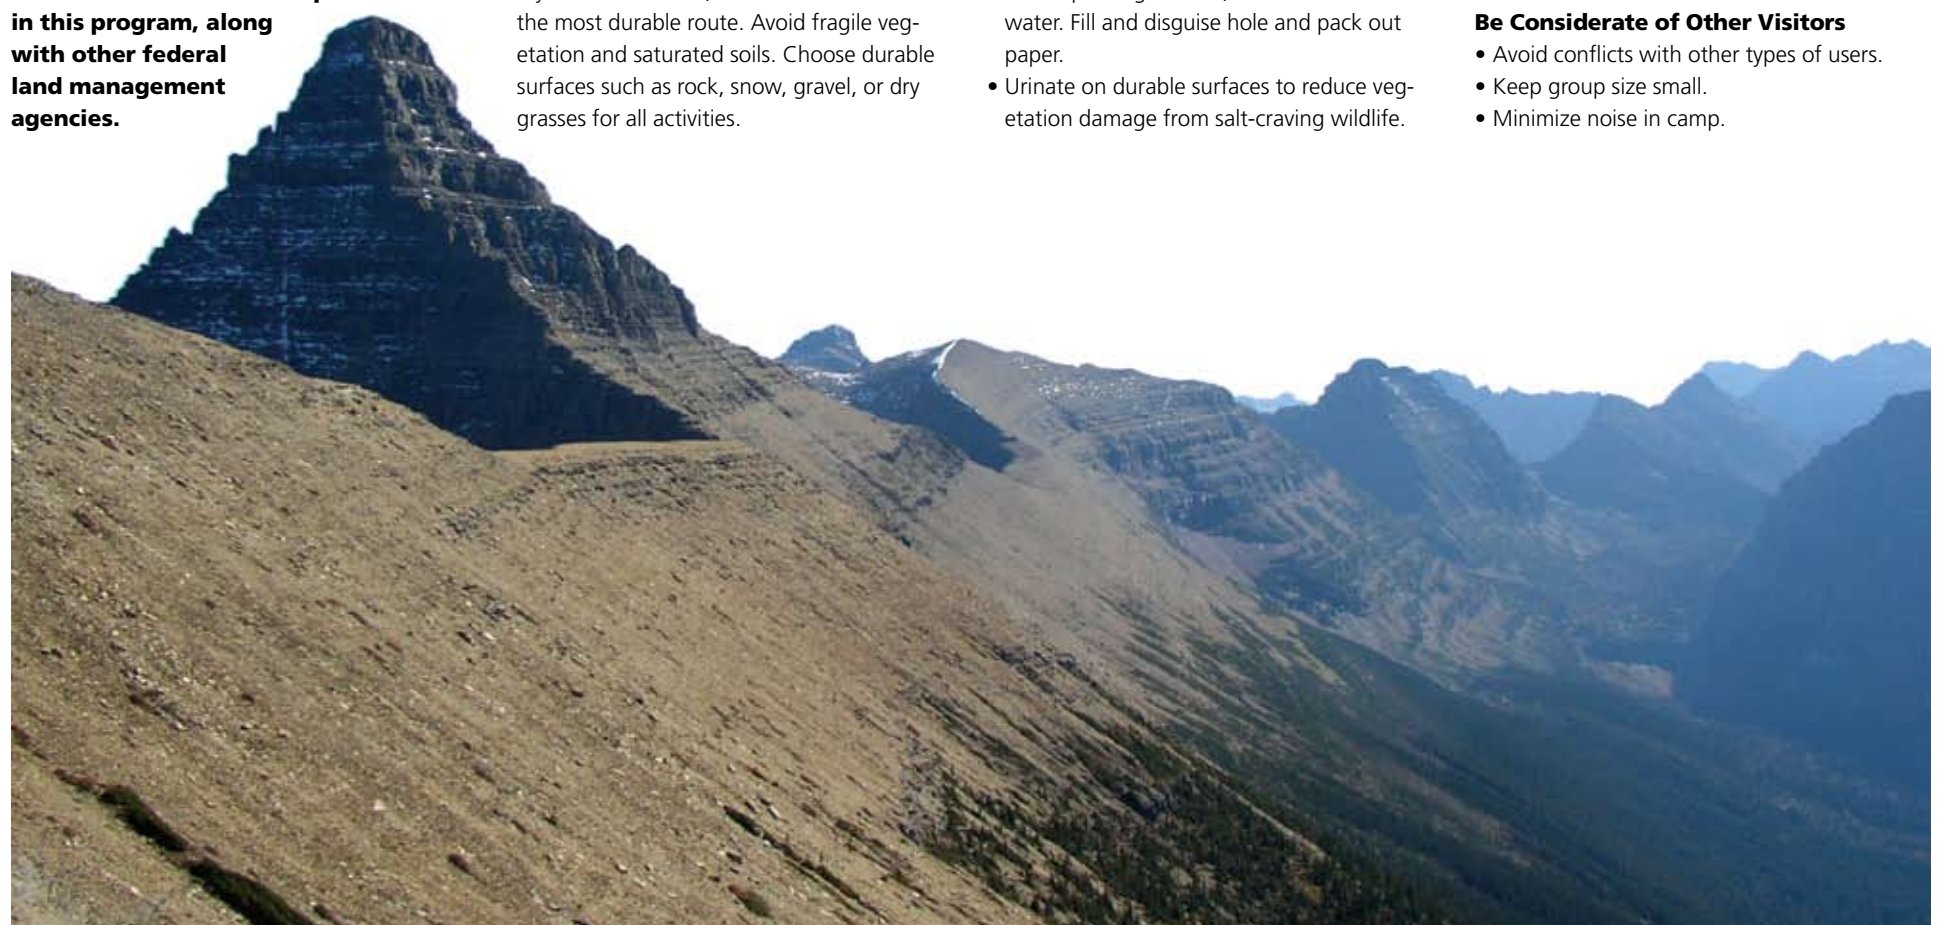 in this program, along
with other federal
land management
agencies.
the most durable route. Avoid fragile veg-
etation and saturated soils. Choose durable
surfaces such as rock, snow, gravel, or dry
grasses for all activities.
water. Fill and disguise hole and pack out
paper.
• Urinate on durable surfaces to reduce veg-
etation damage from salt-craving wildlife.
Be Considerate of Other Visitors
• Avoid conflicts with other types of users.
• Keep group size small.
• Minimize noise in camp.